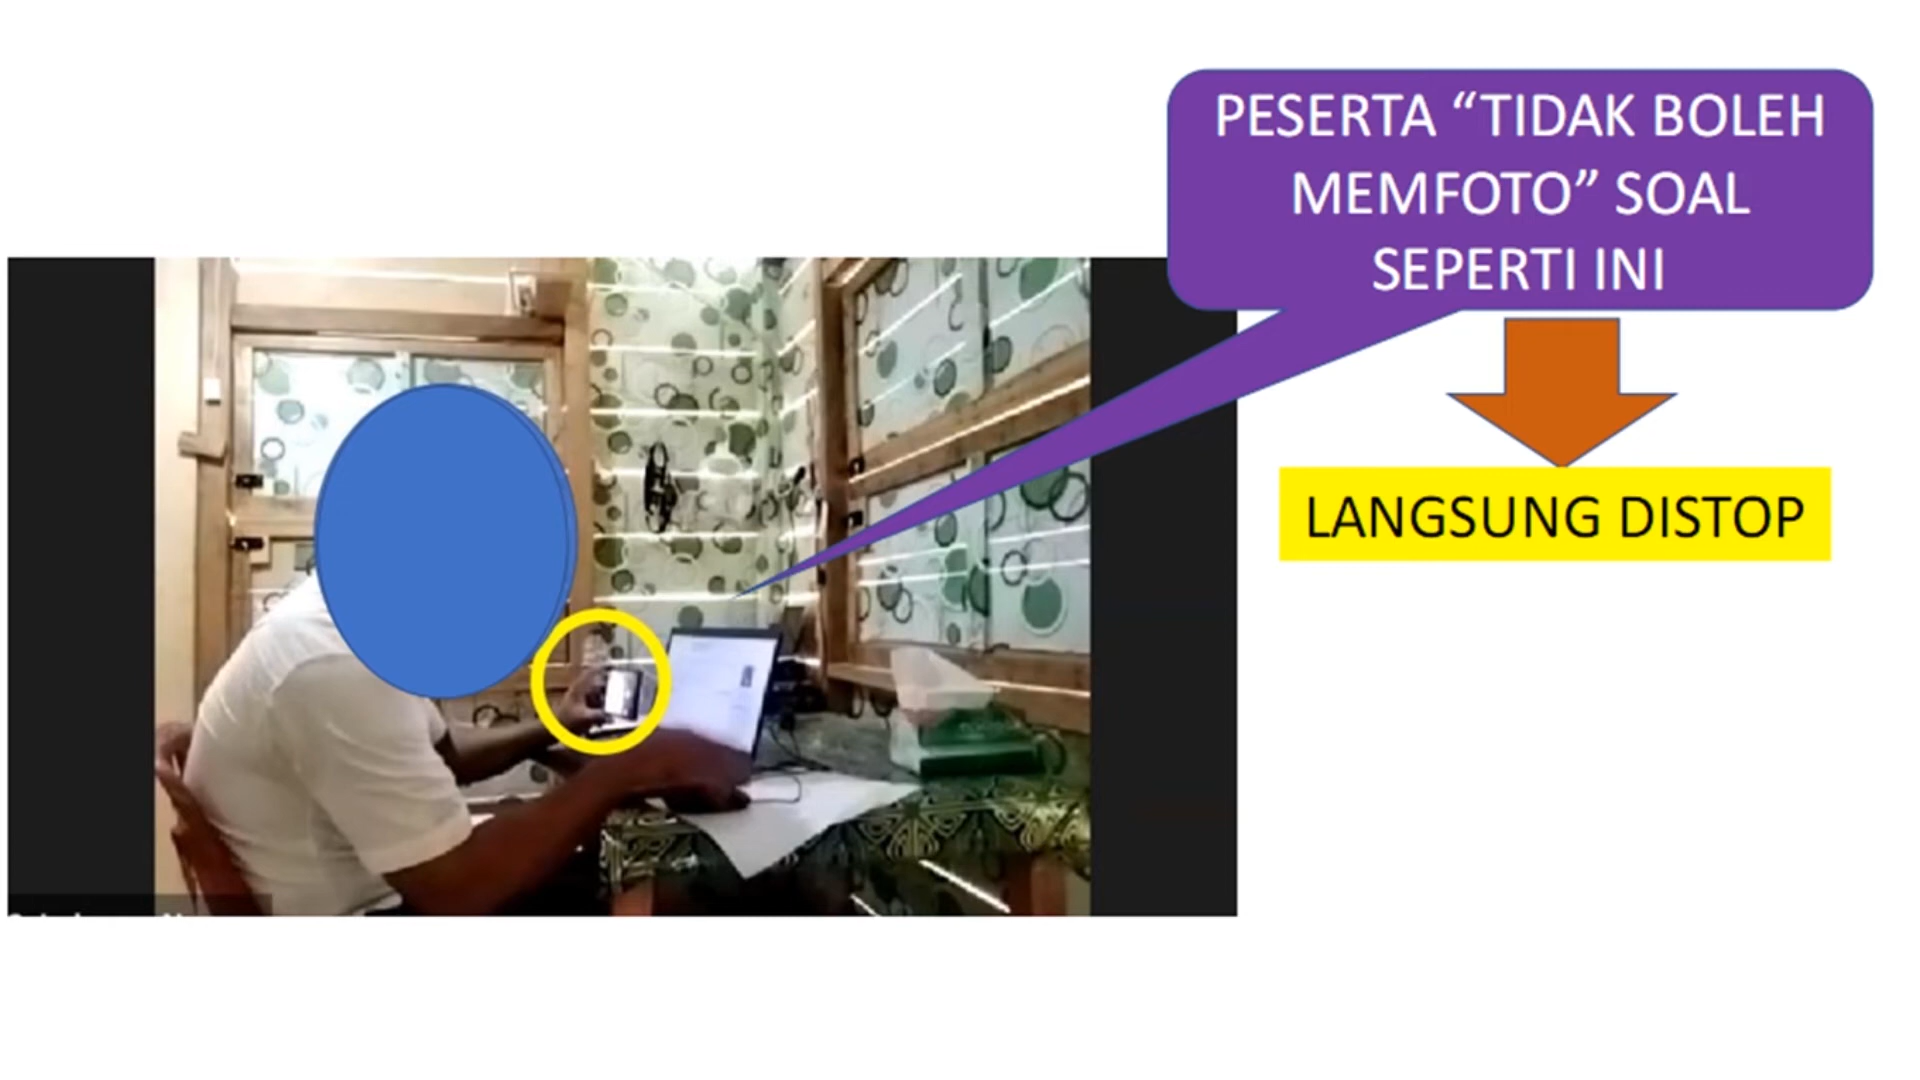 PESERTA “TIDAK BOLEH
MEMFOTO” SOAL
SEPERTI INI
LANGSUNG DISTOP